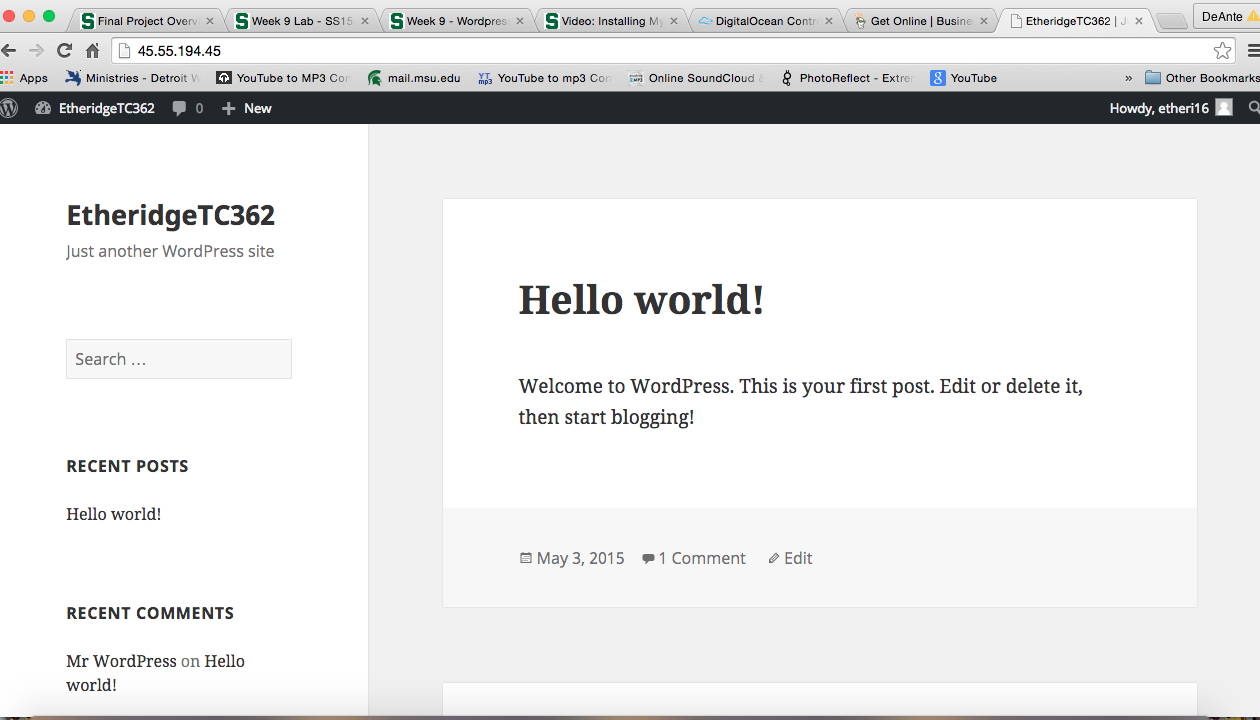 Final Project Overv
Week 9 Lab - SS15
Week 9 - Wordpres
Video: Installing My
DigitalOcean Contr
Get Online | Busine
EtheridgeTC362 | J
DeAnte
45.55.194.45
Apps
Ministries - Detroit W
YouTube to MP3 Con
mail.msu.edu
YouTube to mp3 Con
Online SoundCloud &
PhotoReflect - Extrem
YouTube
»
Other Bookmarks
EtheridgeTC362
0
New
Howdy, etheri16
EtheridgeTC362
Just another WordPress site
Search …
RECENT POSTS
Hello world!
RECENT COMMENTS
Mr WordPress on Hello
world!
Hello world!
Welcome to WordPress. This is your first post. Edit or delete it,
then start blogging!
May 3, 2015
1 Comment
Edit